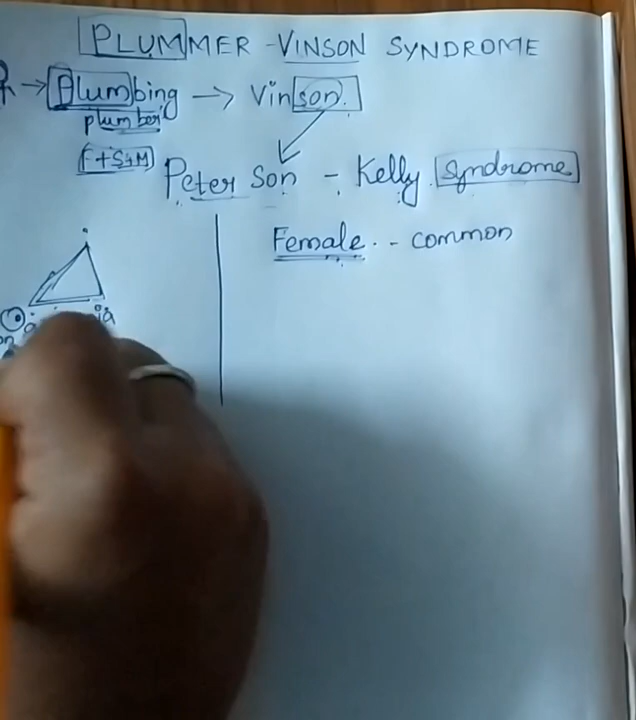 PLUMMER - VINSON SYNDROME
→ Plumbing → Vinson.
plumber
Peter Son - Kelly Syndrome
Female - common